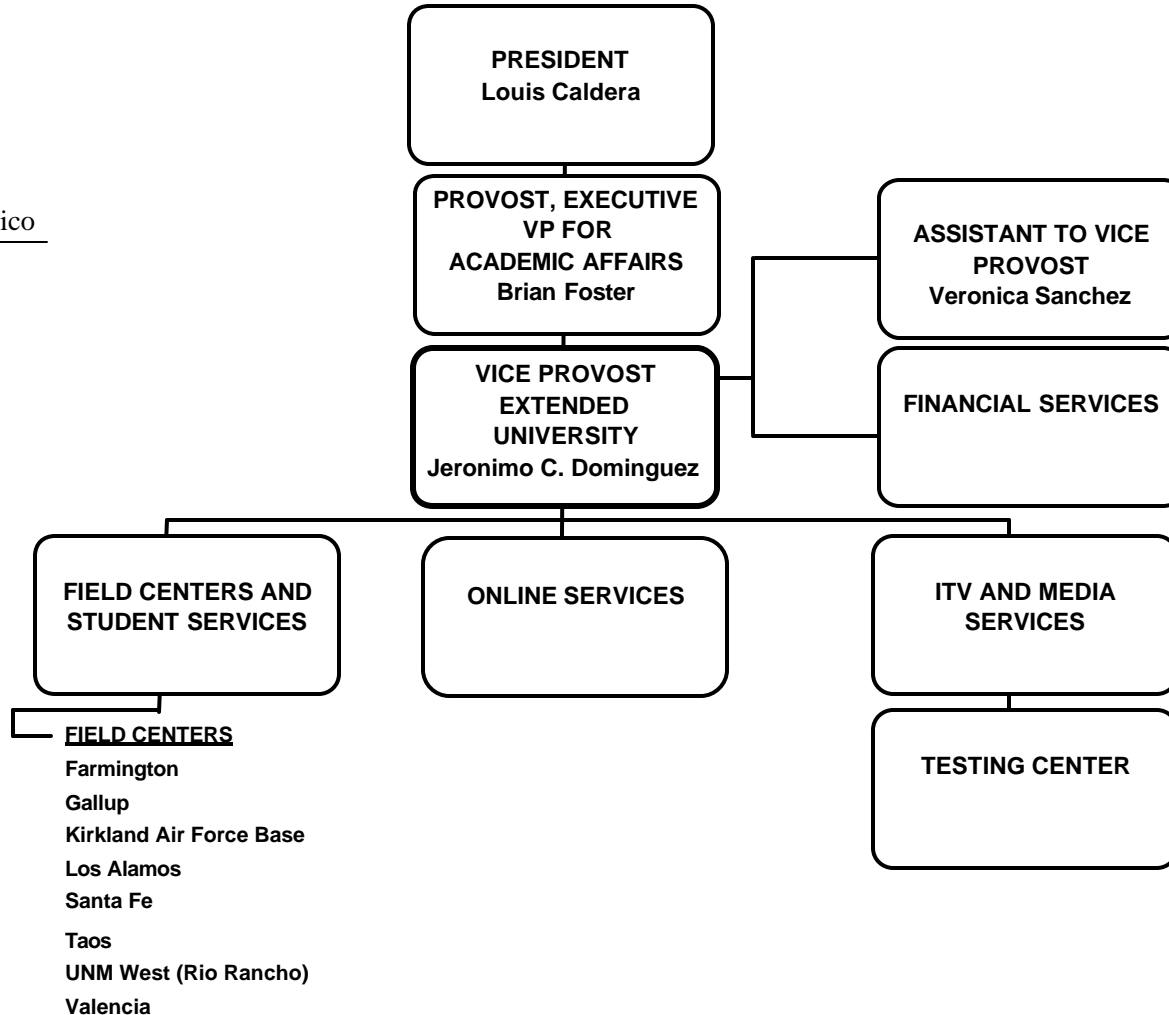 PRESIDENT
Louis Caldera
ico
PROVOST, EXECUTIVE
VP FOR
ACADEMIC AFFAIRS
Brian Foster
ASSISTANT TO VICE
PROVOST
Veronica Sanchez
VICE PROVOST
EXTENDED
UNIVERSITY
Jeronimo C. Dominguez
FINANCIAL SERVICES
FIELD CENTERS AND
STUDENT SERVICES
ONLINE SERVICES
ITV AND MEDIA
SERVICES
FIELD CENTERS
Farmington
Gallup
Kirkland Air Force Base
Los Alamos
Santa Fe
Taos
UNM West (Rio Rancho)
Valencia
TESTING CENTER